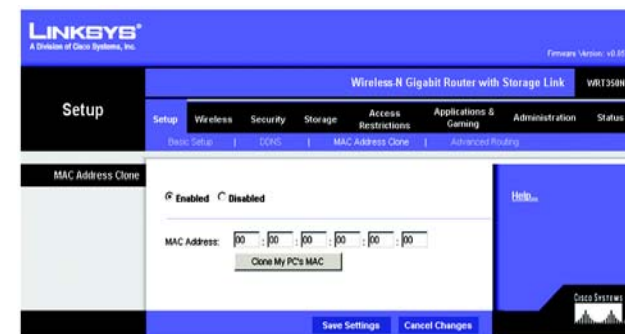 LINKSYS®
A Division of Cisco Systems, Inc.
Firmware Version: v0.85
Wireless-N Gigabit Router with Storage Link WRT350N
Setup
Setup Wireless Security Storage Access Restrictions Applications & Gaming Administration Status
Basic Setup | DDNS | MAC Address Clone | Advanced Routing
MAC Address Clone
Enabled Disabled
Help...
MAC Address: 00 : 00 : 00 : 00 : 00 : 00
Clone My PC's MAC
CISCO SYSTEMS
Save Settings Cancel Changes